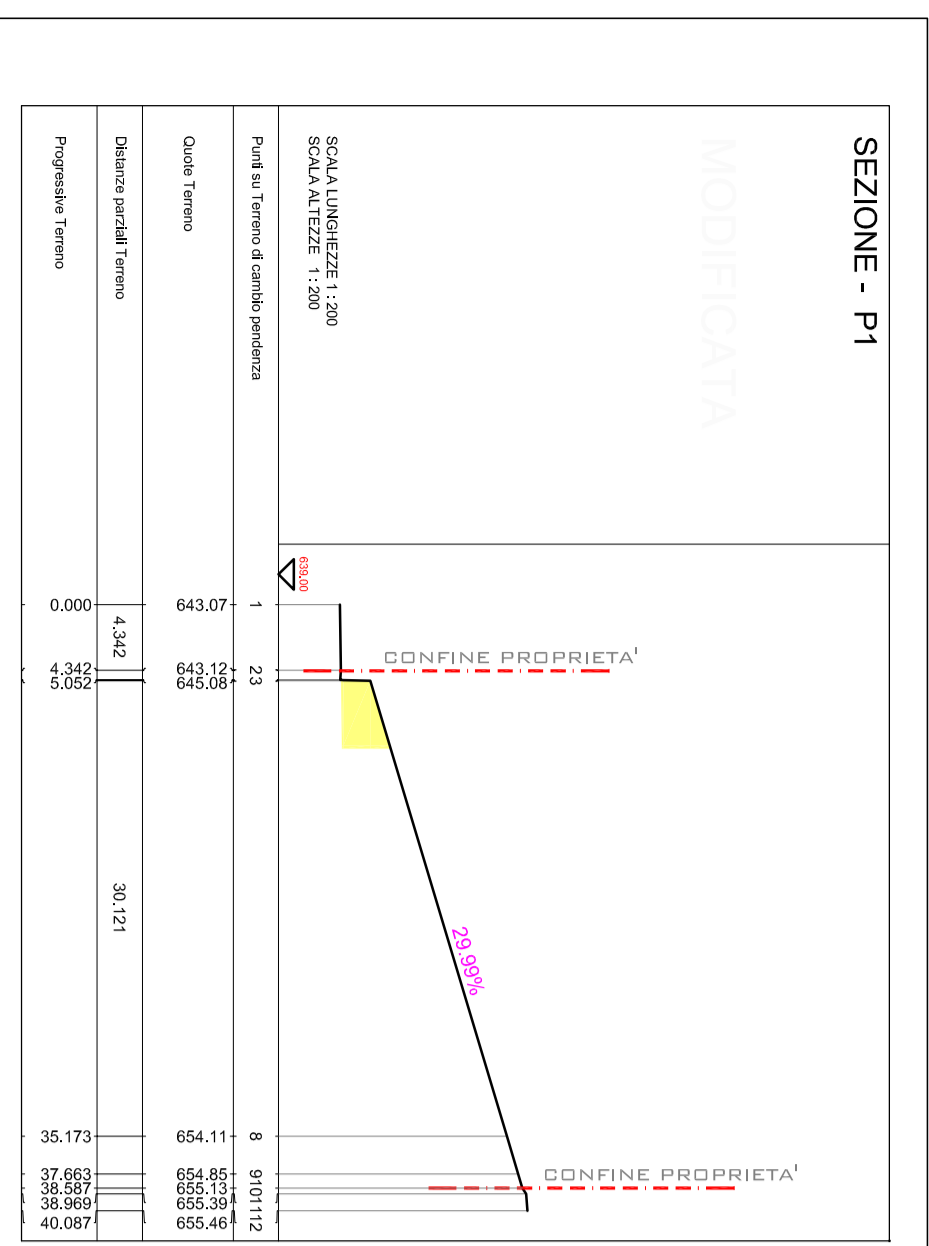 SEZIONE - P1
MODIFICATA
SCALA LUNGHEZZE 1 : 200
SCALA ALTEZZE 1 : 200
639.00
CONFINE PROPRIETA'
29.99%
CONFINE PROPRIETA'
Punti su Terreno di cambio pendenza 1 2 3 8 9 10 11 12
Quote Terreno 643.07 643.12 645.08 654.11 654.85 655.13 655.39 655.46
Distanze parziali Terreno 4.342 30.121
Progressive Terreno 0.000 4.342 5.052 35.173 37.663 38.587 38.969 40.087